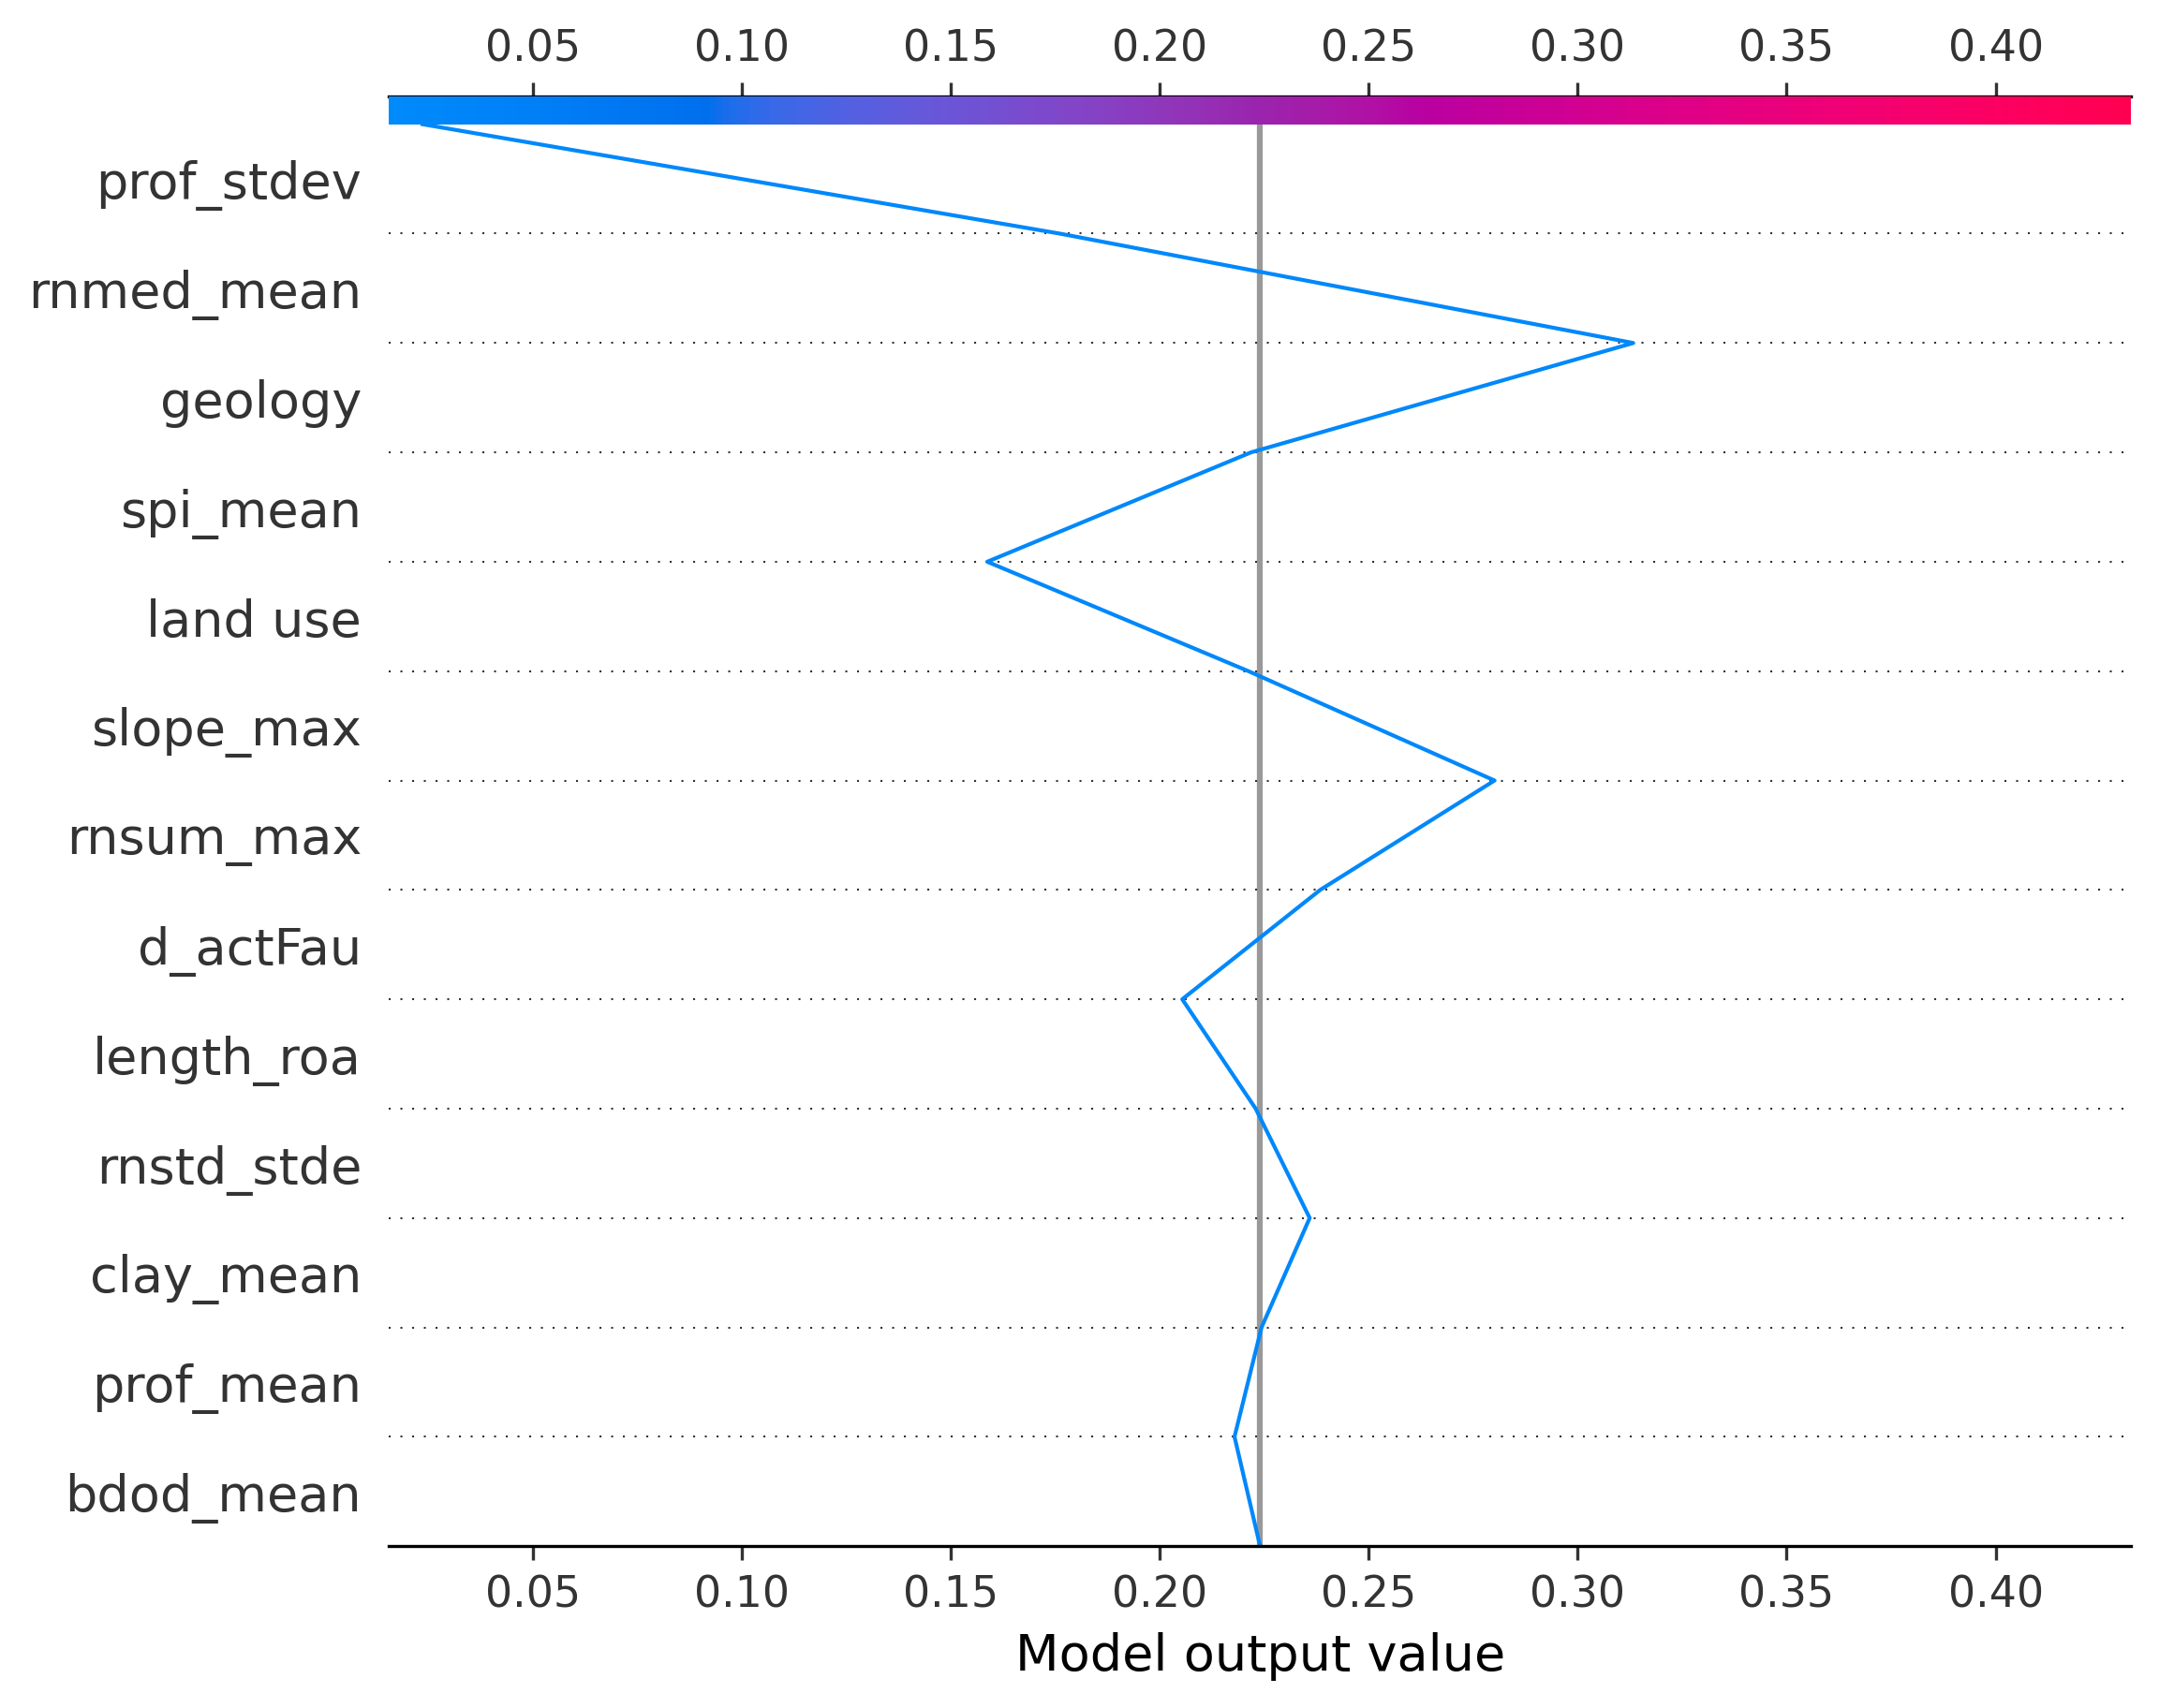 0.05 0.10 0.15 0.20 0.25 0.30 0.35 0.40
prof_stdev
rnmed_mean
geology
spi_mean
land use
slope_max
rnsum_max
d_actFau
length_roa
rnstd_stde
clay_mean
prof_mean
bdod_mean
0.05 0.10 0.15 0.20 0.25 0.30 0.35 0.40
Model output value